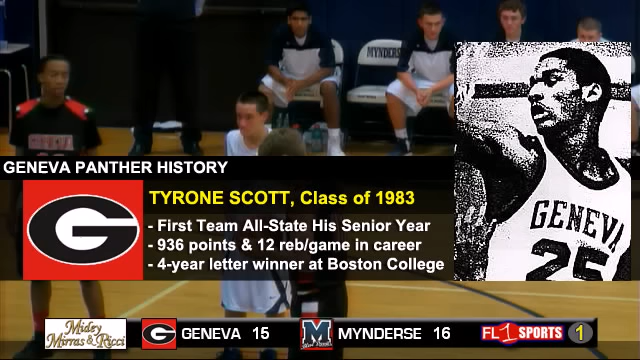 MYNDERSE
GENEVA
GENEVA PANTHER HISTORY
G
TYRONE SCOTT, Class of 1983
- First Team All-State His Senior Year
- 936 points & 12 reb/game in career
- 4-year letter winner at Boston College
GENEVA
25
Midey
Mirras & Ricci
G GENEVA 15 M MYNDERSE 16 FL1 SPORTS 1